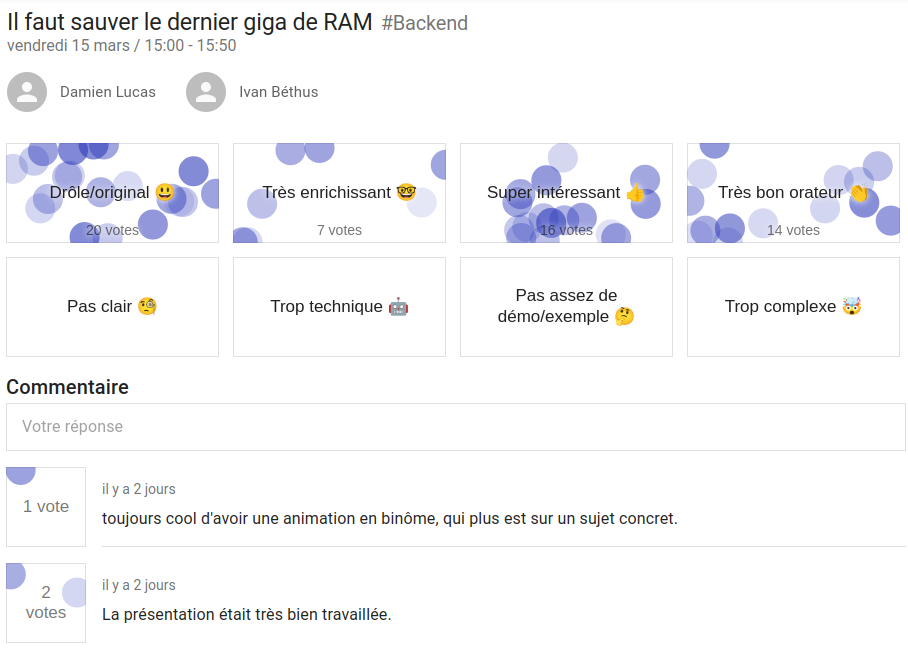 Il faut sauver le dernier giga de RAM #Backend
vendredi 15 mars / 15:00 - 15:50
Damien Lucas Ivan Béthus
Drôle/original 😃 Très enrichissant 🤓 Super intéressant 👍 Très bon orateur 👏
20 votes 7 votes 16 votes 14 votes
Pas clair 🧐 Trop technique 🤖 Pas assez de démo/exemple 🤔 Trop complexe 🤯
Commentaire
Votre réponse
1 vote
il y a 2 jours
toujours cool d'avoir une animation en binôme, qui plus est sur un sujet concret.
2
votes
il y a 2 jours
La présentation était très bien travaillée.